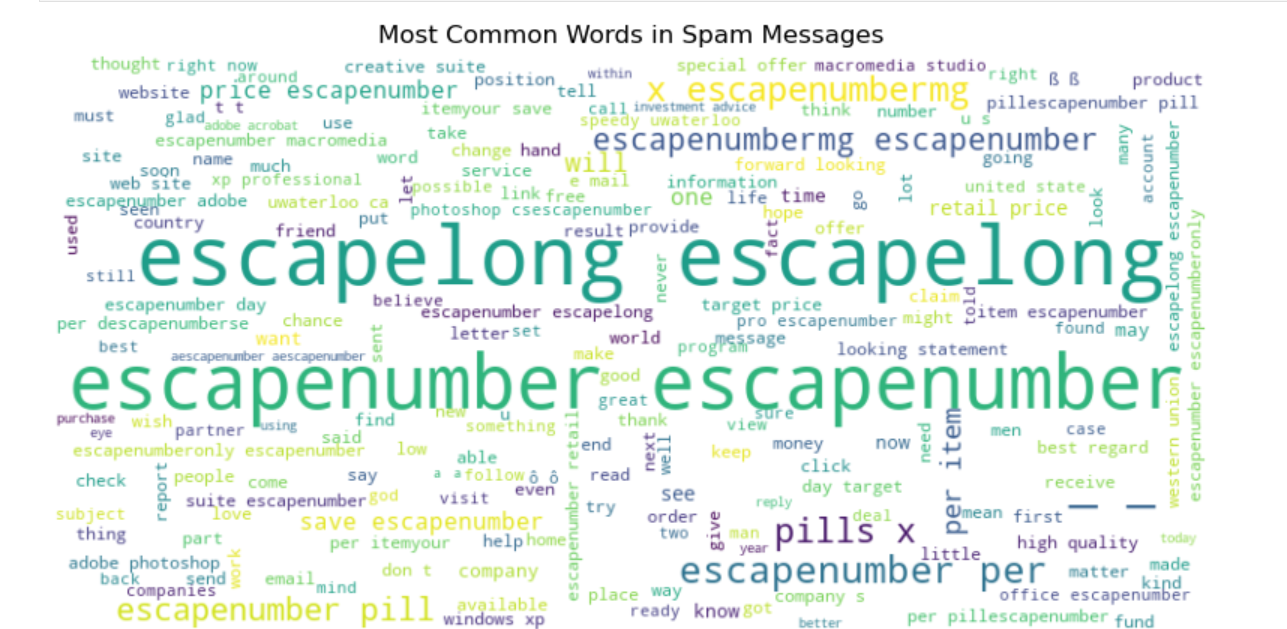 Most Common Words in Spam Messages
thought right now
creative suite
position
within
special offer
macromedia studio
right
ß ß
product
around
website
price escapenumber
tell
x escapenumbermg
t t
itemyour save
call
investment advice
think
number
pillescapenumber pill
must
glad
adobe acrobat
use
speedy uwaterloo
u s
escapenumber macromedia
take
escapenumbermg escapenumber
many
account
escapelong escapenumber
site
name
word
change
hand
will
forward looking
going
soon
much
service
web site
xp professional
let
possible
link
free
e mail
information
one
life
time
go
lot
united state
look
escapenumber adobe
uwaterloo ca
seen
country
put
photoshop csescapenumber
hope
retail price
used
friend
result
provide
fact
offer
escapenumber escapenumberonly
still
escapelong escapelong
never
escapenumber day
believe
escapenumber escapelong
target price
claim
told
item escapenumber
per descapenumberse
chance
letter
set
world
pro escapenumber
might
found
may
best
want
sent
message
program
looking statement
aescapenumber aescapenumber
make
escapenumber escapenumber
good
great
purchase
wish
eye
partner
using
find
new
u
something
thank
sure
view
said
end
next
well
money
now
need
men
case
western union
escapenumberonly escapenumber
low
able
keep
best regard
check
report
people
come
say
a a
follow
ô ô
even
escapenumber retail
read
click
per item
receive
suite escapenumber
god
visit
see
day target
subject
love
save escapenumber
try
order
reply
deal
mean
first
— —
thing
part
per itemyour
help
home
two
give
man
pills x
year
little
high quality
today
adobe photoshop
work
don t
company
escapenumber per
matter
made
back
send
email
mind
kind
companies
place
way
company s
office escapenumber
escapenumber pill
available
windows xp
ready
know
got
better
per pillescapenumber
fund